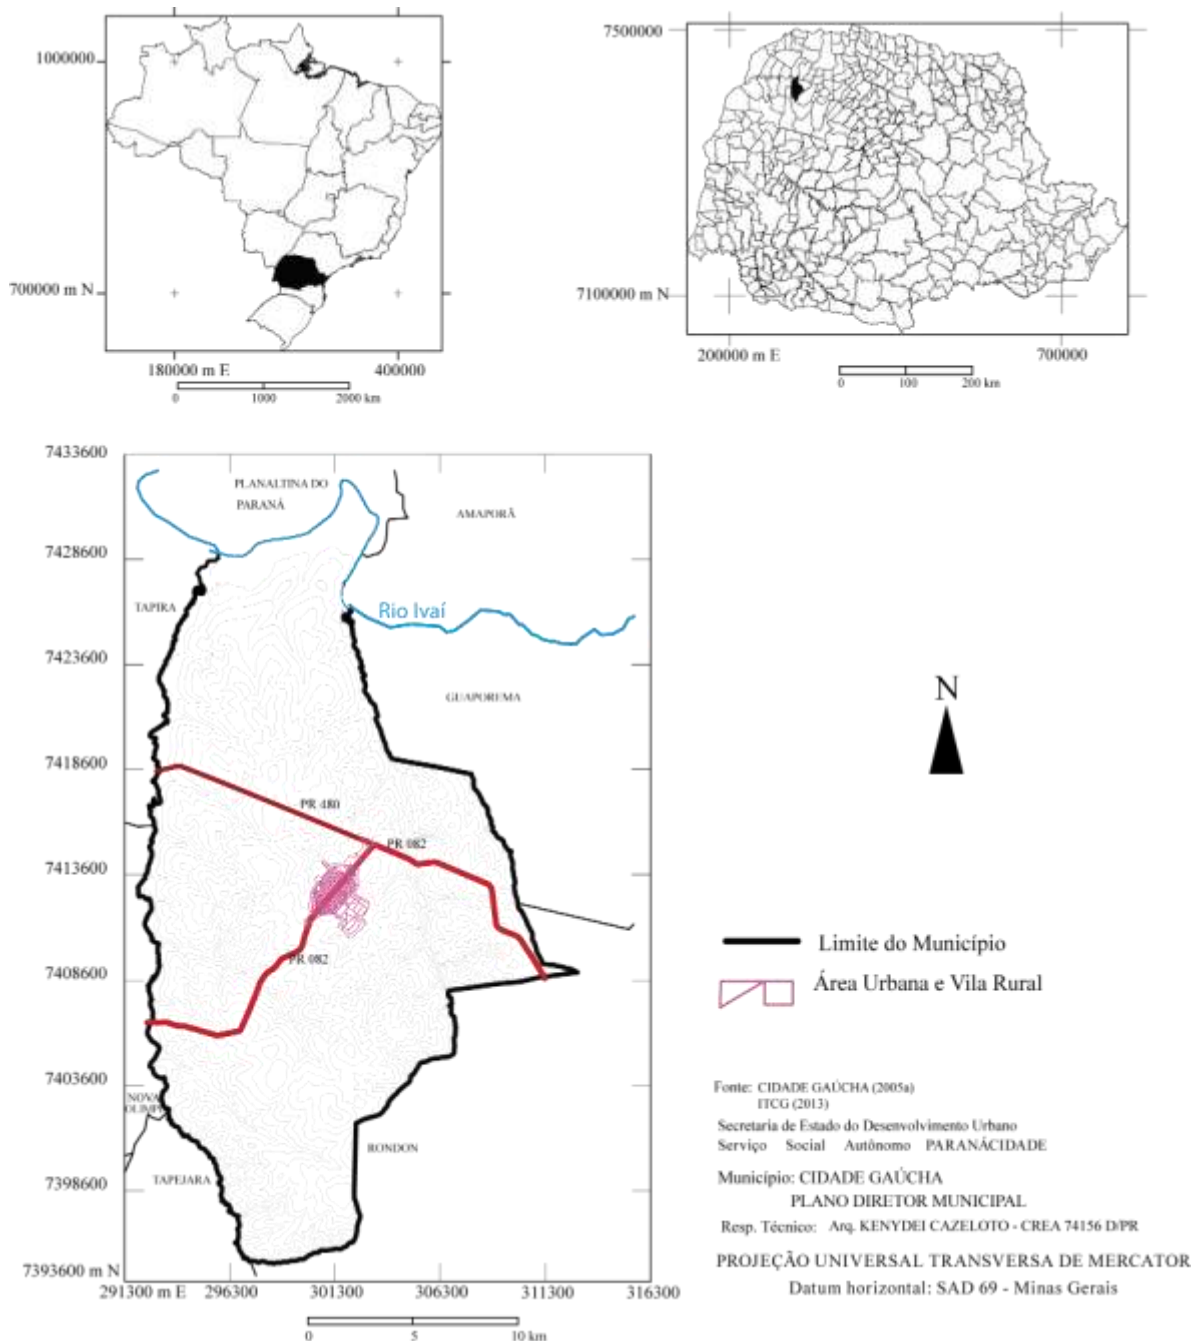 1000000
700000 m N
180000 m E
400000
0
1000
2000 km
7500000
7100000 m N
200000 m E
700000
0
100
200 km
7433600
7428600
7423600
7418600
7413600
7408600
7403600
7398600
7393600 m N
291300 m E
296300
301300
306300
311300
316300
0
5
10 km
PLANALTINA DO
PARANÁ
AMAPORÃ
TAPIRA
Rio Ivaí
GUAPOREMA
PR 480
PR 082
PR 082
NOVA
OLIMPI
TAPEJARA
RONDON
N
Limite do Município
Área Urbana e Vila Rural
Fonte: CIDADE GAÚCHA (2005a)
ITCG (2013)
Secretaria de Estado do Desenvolvimento Urbano
Serviço Social Autônomo PARANÁCIDADE
Município: CIDADE GAÚCHA
PLANO DIRETOR MUNICIPAL
Resp. Técnico: Arq. KENYDEI CAZELOTO - CREA 74156 D/PR
PROJEÇÃO UNIVERSAL TRANSVERSA DE MERCATOR
Datum horizontal: SAD 69 - Minas Gerais